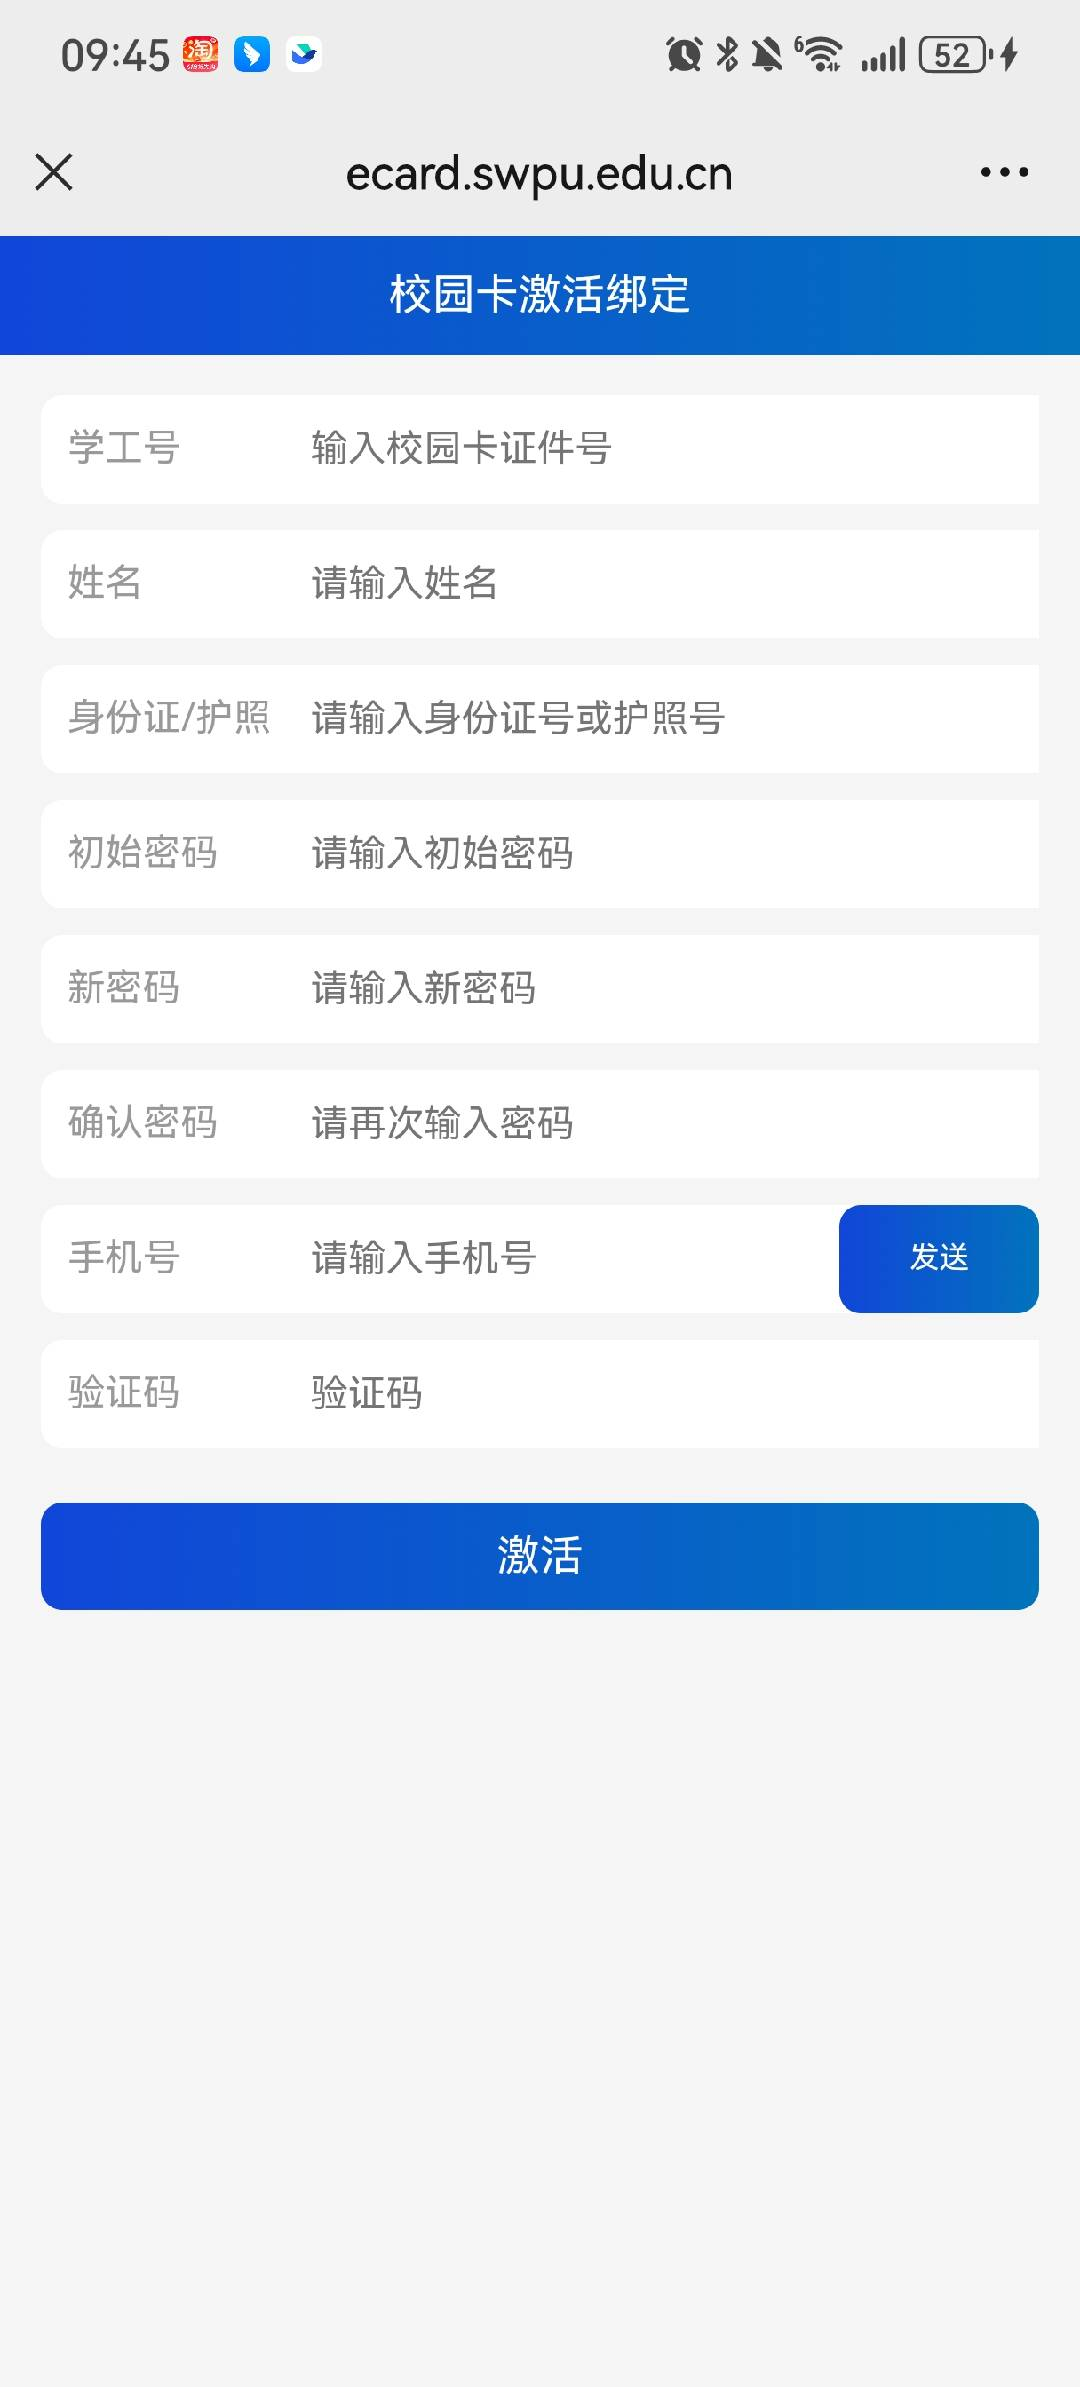 09:45
淘
6
52
ecard.swpu.edu.cn
校园卡激活绑定
学工号 输入校园卡证件号
姓名 请输入姓名
身份证/护照 请输入身份证号或护照号
初始密码 请输入初始密码
新密码 请输入新密码
确认密码 请再次输入密码
手机号 请输入手机号 发送
验证码 验证码
激活